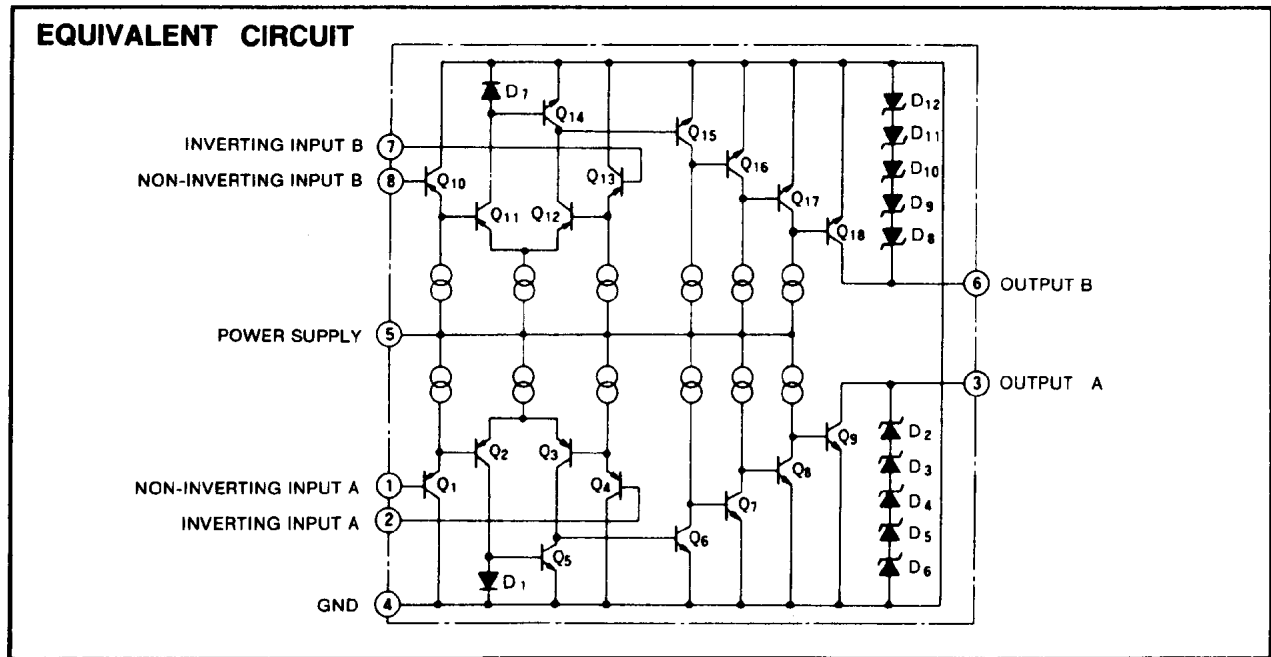 EQUIVALENT CIRCUIT
D7
Q14
D12
Q15
D11
INVERTING INPUT B
7
Q16
D10
NON-INVERTING INPUT B
8
Q10
Q13
Q17
D9
Q11
Q12
Q18
D8
6
OUTPUT B
POWER SUPPLY
5
3
OUTPUT A
D2
Q9
Q2
Q3
D3
Q8
NON-INVERTING INPUT A
1
Q1
Q4
D4
Q7
INVERTING INPUT A
2
D5
Q5
Q6
D6
D1
GND
4